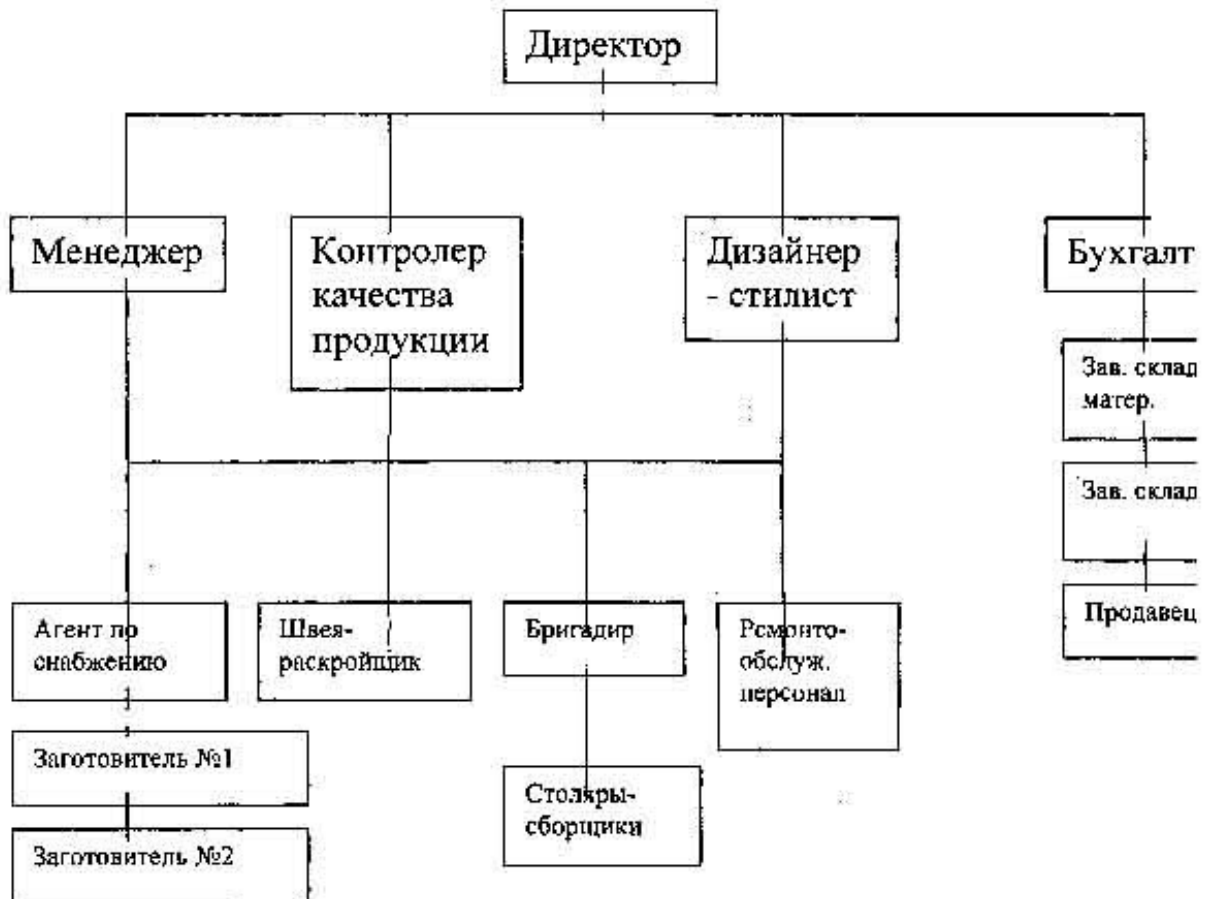 Директор
Менеджер
Контролер
качества
продукции
Дизайнер
- стилист
Бухгалт
Зав. склад
матер.
Зав. склад
Продавец
Агент по
снабжению
Швея-
раскройщик
Бригадир
Ремонто-
обслуж.
персонал
Заготовитель №1
Столяры-
сборщики
Заготовитель №2